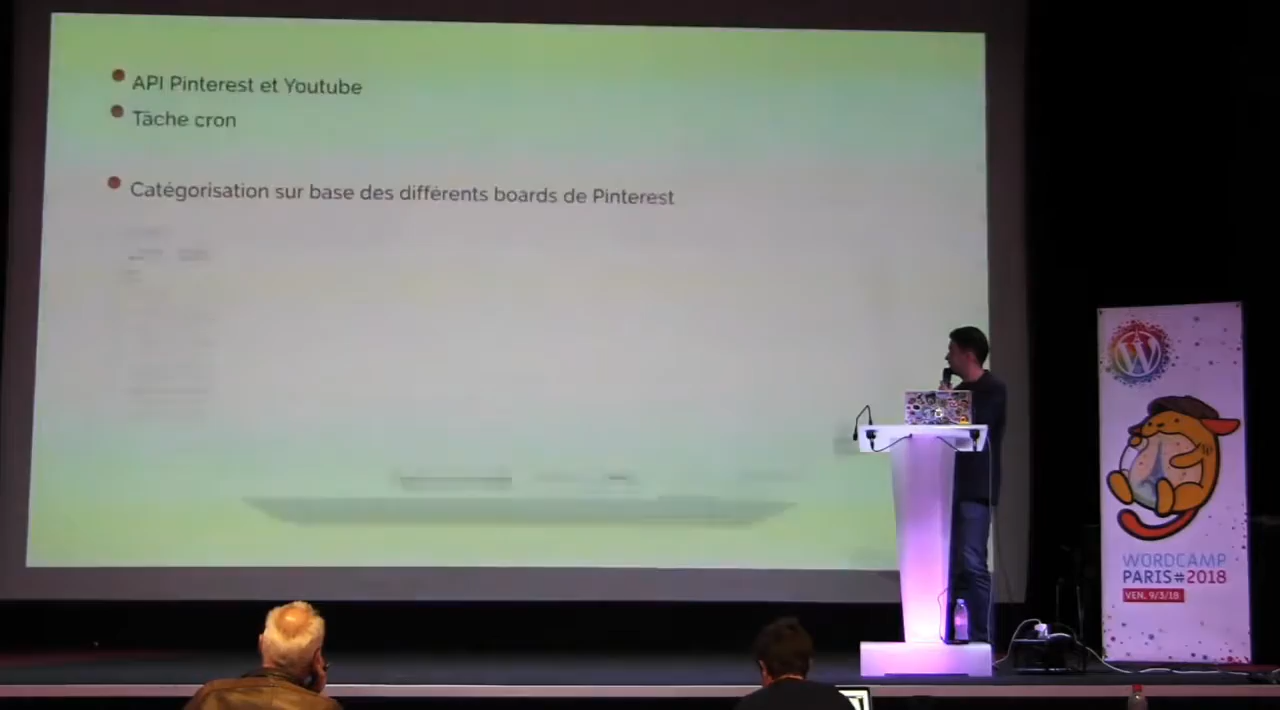 API Pinterest et Youtube
Tâche cron
Catégorisation sur base des différents boards de Pinterest
WORDCAMP
PARIS#2018
VEN. 9/3/18